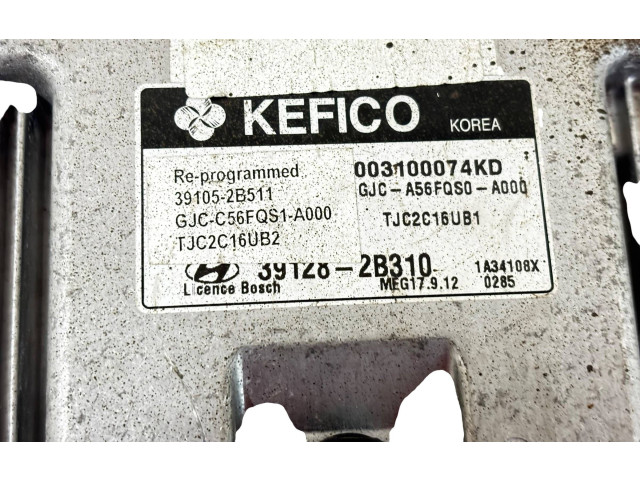 KEFICO KOREA
Re-programmed
39105-2B511
GJC-C56FQS1-A000
TJC2C16UB2
003100074KD
GJC-A56FQS0-A000
TJC2C16UB1
39128-2B310 1A34108X
Licence Bosch MEG17.9.12 0285